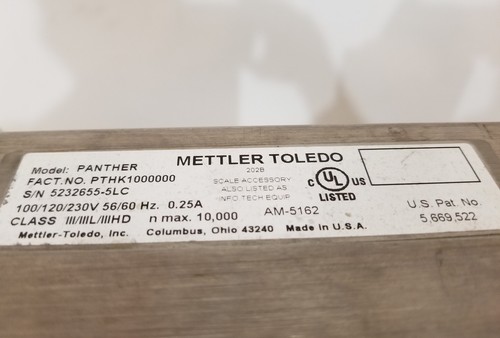 Model: PANTHER
METTLER TOLEDO
FACT.NO. PTHK1000000
S/N 5232655-5LC
202B
SCALE ACCESSORY
ALSO LISTED AS
INFO TECH EQUIP
C UL US
LISTED
100/120/230V 56/60 Hz. 0.25A
CLASS III/IIIL/IIIHD n max. 10,000
AM-5162
U.S. Pat. No.
5,669,522
Mettler-Toledo, Inc. Columbus, Ohio 43240 Made in U.S.A.